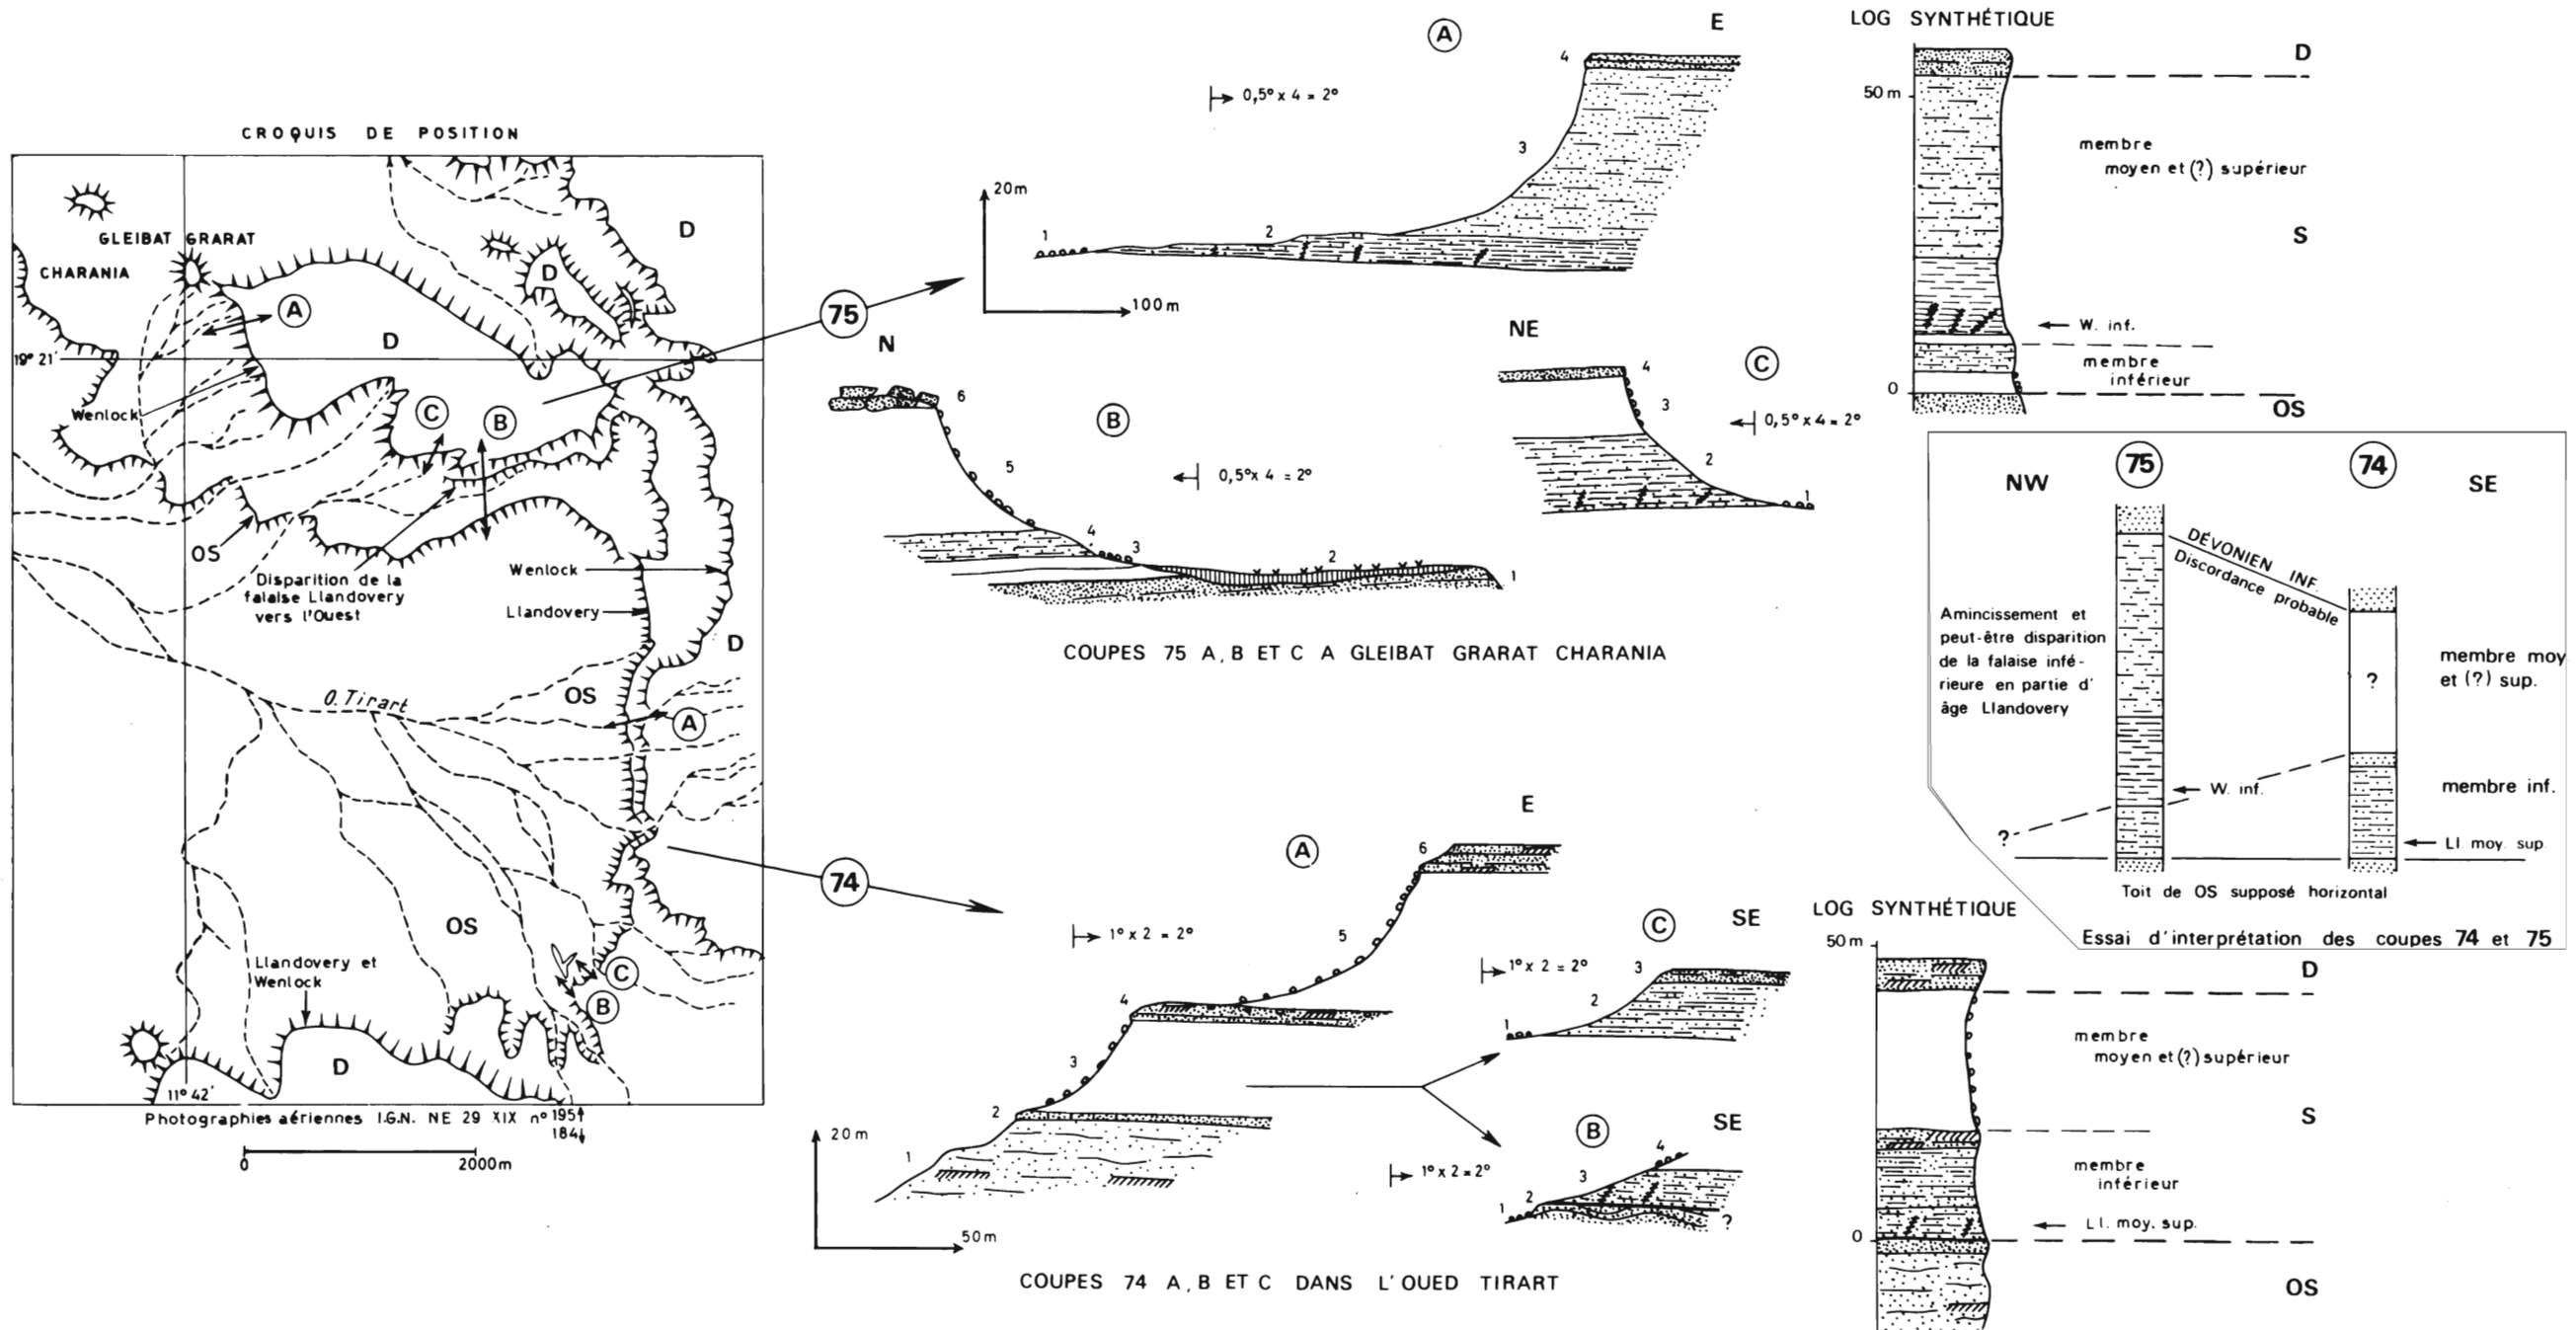 CROQUIS DE POSITION
GLEIBAT GRARAT
CHARANIA
D
D
D
A
19° 21'
Wenlock
C
B
OS
Disparition de la
falaise Llandovery
vers l'Ouest
Wenlock
Llandovery
D
O. Tirart
OS
A
OS
Llandovery et
Wenlock
C
B
D
11° 42'
Photographies aériennes I.G.N. NE 29 XIX n° 195
184
0
2000m
75
74
A
E
0,5° x 4 = 2°
20m
100m
1
2
3
4
N
B
0,5° x 4 = 2°
6
5
4
3
2
1
NE
C
0,5° x 4 = 2°
4
3
2
1
COUPES 75 A, B ET C A GLEIBAT GRARAT CHARANIA
A
E
1° x 2 = 2°
6
5
4
3
2
1
20m
50m
C
SE
1° x 2 = 2°
3
2
1
B
SE
1° x 2 = 2°
4
3
2
1
?
COUPES 74 A, B ET C DANS L'OUED TIRART
LOG SYNTHÉTIQUE
50 m
D
membre
moyen et (?) supérieur
S
W. inf.
membre
inférieur
0
OS
75
74
NW
SE
DÉVONIEN INF.
Discordance probable
Amincissement et
peut-être disparition
de la falaise infé-
rieure en partie d'
âge Llandovery
membre moy
et (?) sup.
?
W. inf.
membre inf.
?
Ll. moy. sup
Toit de OS supposé horizontal
Essai d'interprétation des coupes 74 et 75
LOG SYNTHÉTIQUE
50 m
D
membre
moyen et (?) supérieur
S
membre
inférieur
Ll. moy. sup.
0
OS